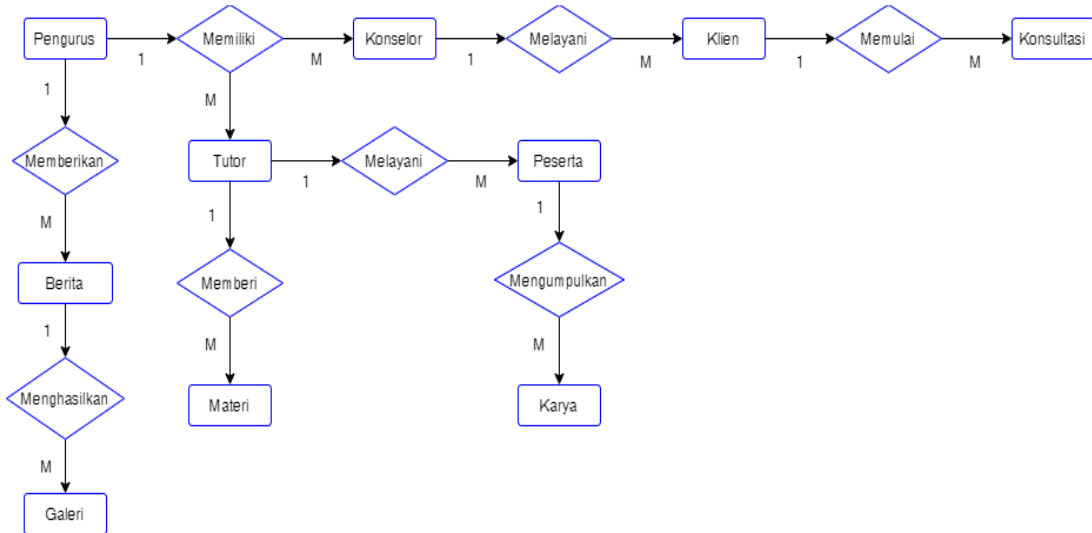 Pengurus
Memiliki
Konselor
Melayani
Klien
Memulai
Konsultasi
1
M
1
M
1
M
1
M
Memberikan
Tutor
Melayani
Peserta
1
M
M
1
1
Berita
Memberi
Mengumpulkan
1
M
M
Menghasilkan
Materi
Karya
M
Galeri